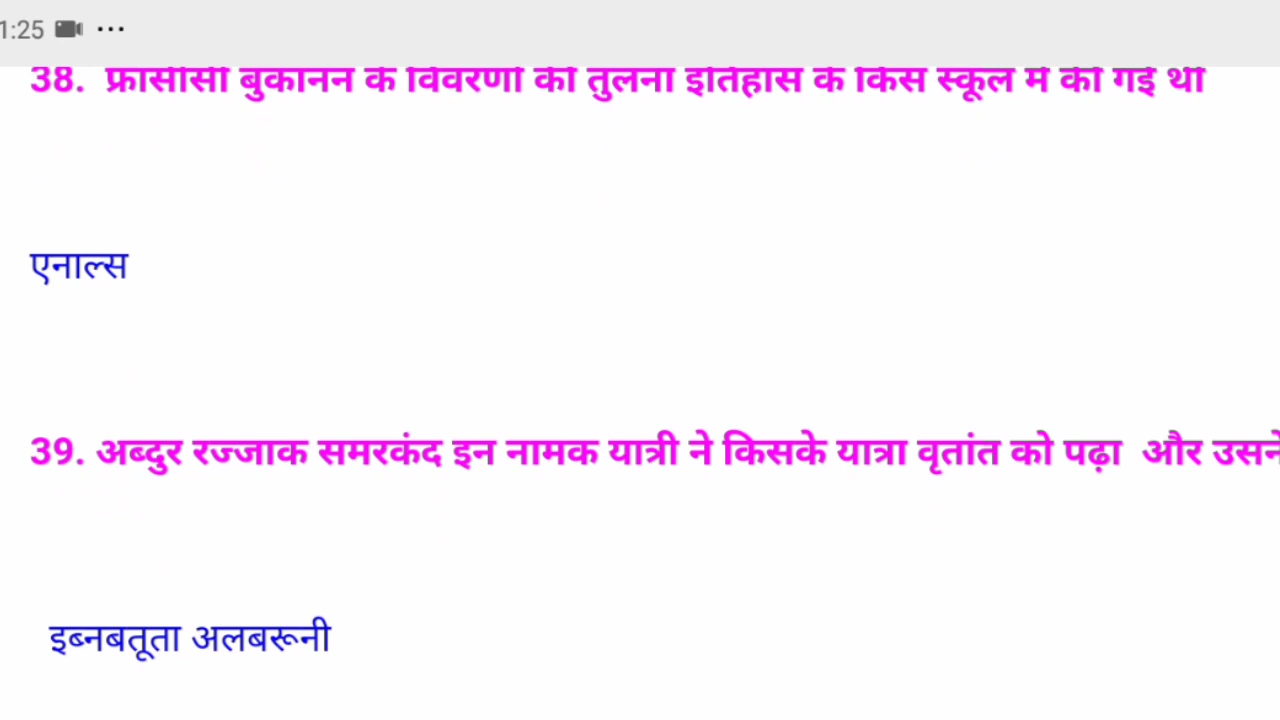 1:25 ...
38. फ्रांसीसी बुकानन के विवरणों की तुलना इतिहास के किस स्कूल में की गई थी
एनाल्स
39. अब्दुर रज्जाक समरकंद इन नामक यात्री ने किसके यात्रा वृतांत को पढ़ा और उसने
इब्नबतूता अलबरूनी